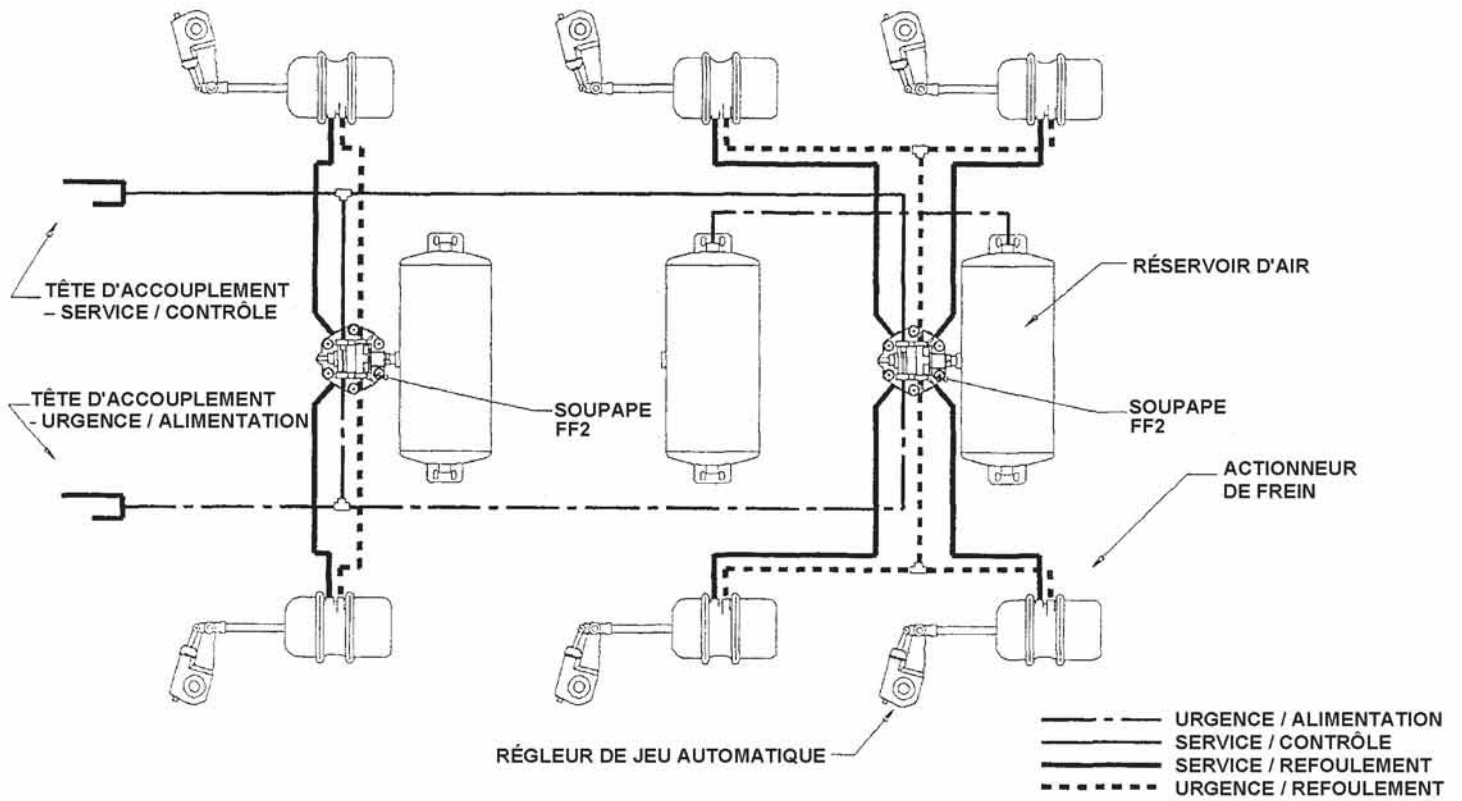 RÉSERVOIR D'AIR
TÊTE D'ACCOUPLEMENT
– SERVICE / CONTRÔLE
TÊTE D'ACCOUPLEMENT
- URGENCE / ALIMENTATION
SOUPAPE
FF2
SOUPAPE
FF2
ACTIONNEUR
DE FREIN
RÉGLEUR DE JEU AUTOMATIQUE
URGENCE / ALIMENTATION
SERVICE / CONTRÔLE
SERVICE / REFOULEMENT
URGENCE / REFOULEMENT